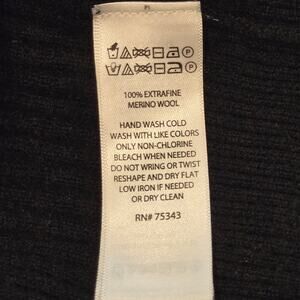 100% EXTRAFINE
MERINO WOOL
HAND WASH COLD
WASH WITH LIKE COLORS
ONLY NON-CHLORINE
BLEACH WHEN NEEDED
DO NOT WRING OR TWIST
RESHAPE AND DRY FLAT
LOW IRON IF NEEDED
OR DRY CLEAN
RN# 75343